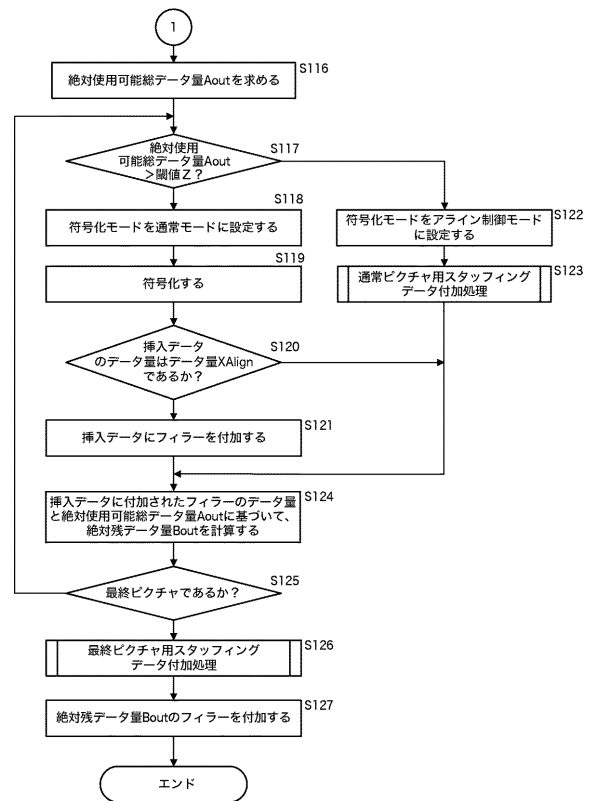 1
絶対使用可能総データ量Aoutを求める
S116
絶対使用
可能総データ量Aout
＞閾値Z？
S117
符号化モードを通常モードに設定する
S118
符号化モードをアライン制御モード
に設定する
S122
符号化する
S119
通常ピクチャ用スタッフィング
データ付加処理
S123
挿入データ
のデータ量はデータ量XAlign
であるか？
S120
挿入データにフィラーを付加する
S121
挿入データに付加されたフィラーのデータ量
と絶対使用可能総データ量Aoutに基づいて、
絶対残データ量Boutを計算する
S124
最終ピクチャであるか？
S125
最終ピクチャ用スタッフィング
データ付加処理
S126
絶対残データ量Boutのフィラーを付加する
S127
エンド